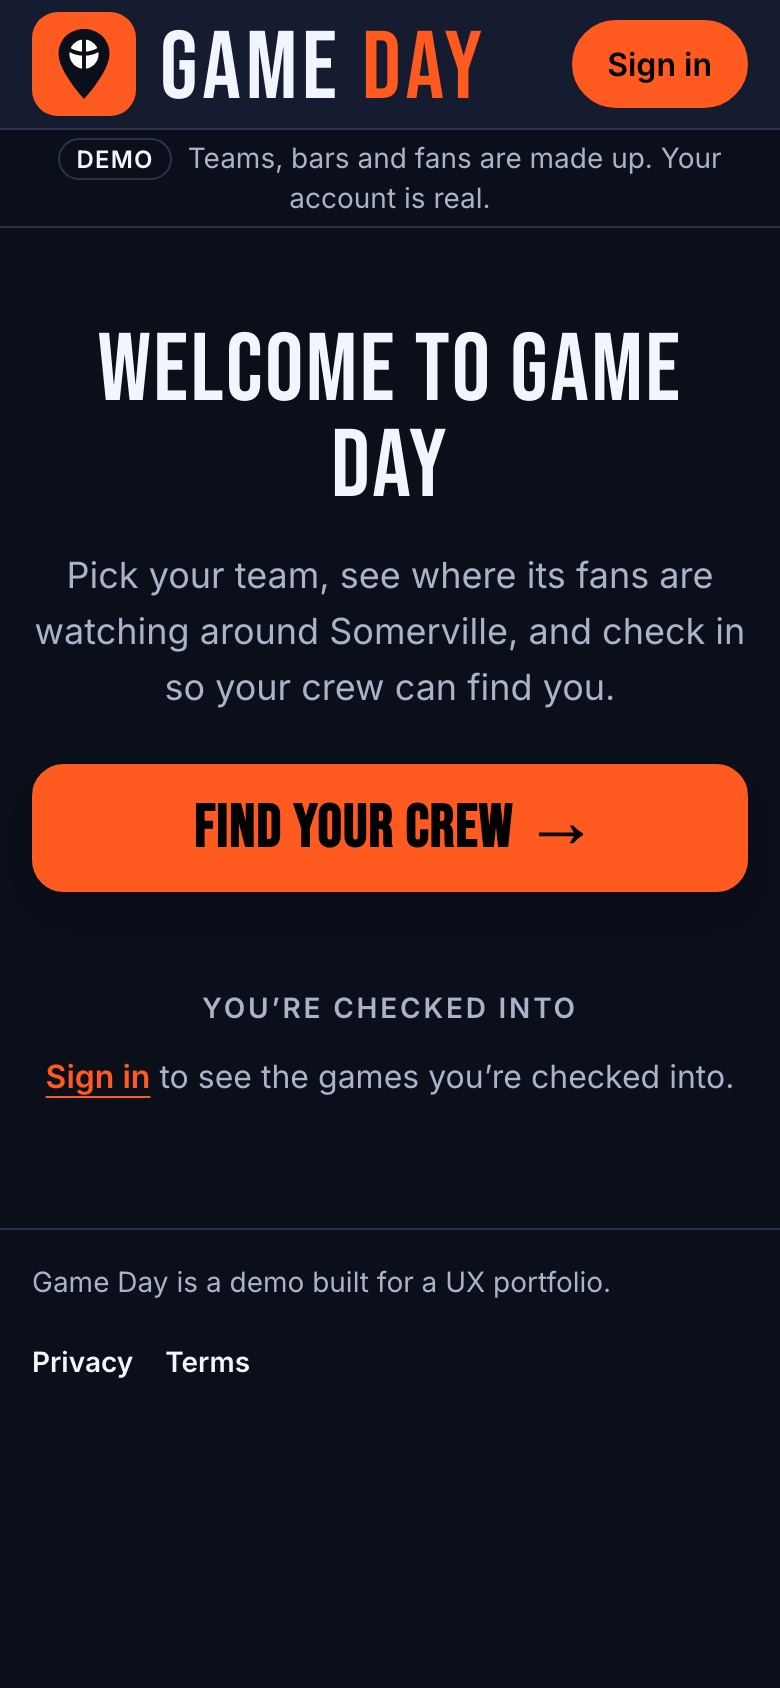 GAME DAY
Sign in
DEMO Teams, bars and fans are made up. Your
account is real.
WELCOME TO GAME
DAY
Pick your team, see where its fans are
watching around Somerville, and check in
so your crew can find you.
FIND YOUR CREW →
YOU’RE CHECKED INTO
Sign in to see the games you’re checked into.
Game Day is a demo built for a UX portfolio.
Privacy Terms